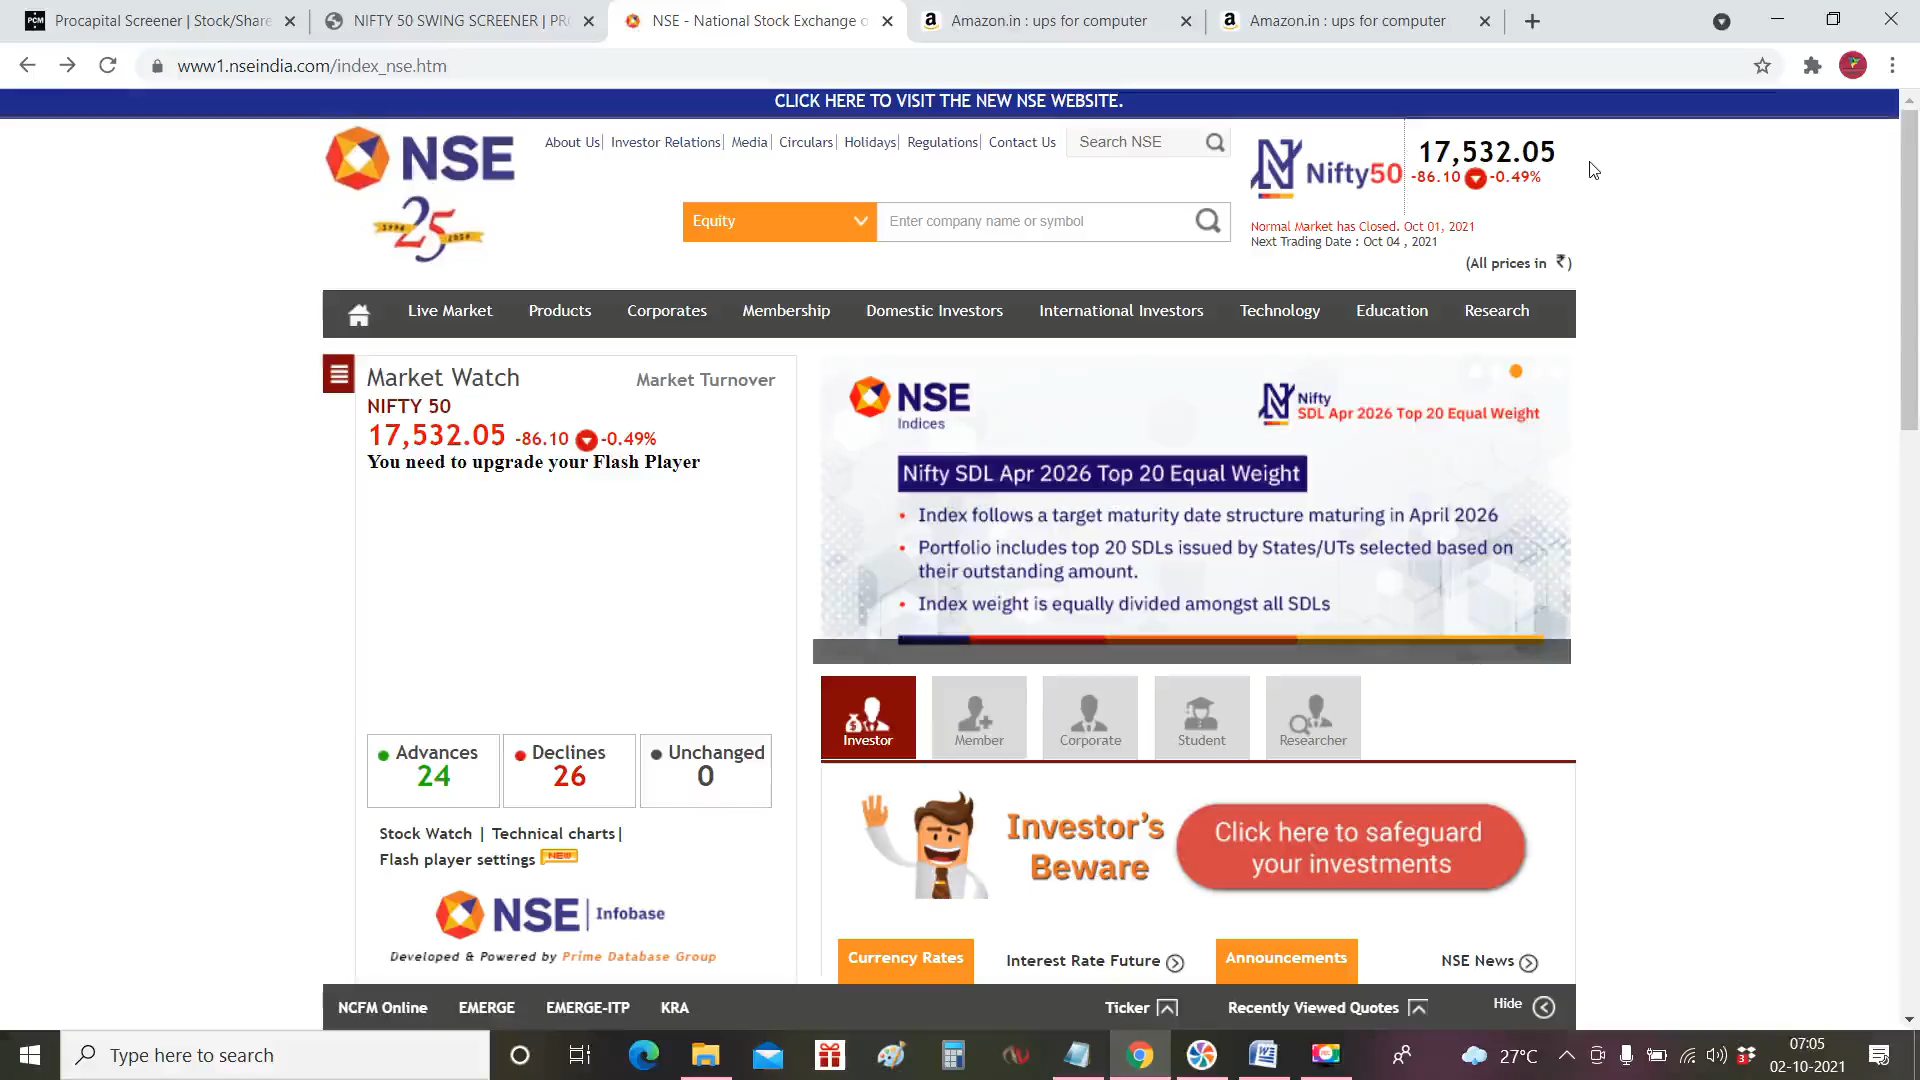 Procapital Screener | Stock/Share
NIFTY 50 SWING SCREENER | PR
NSE - National Stock Exchange o
Amazon.in : ups for computer
Amazon.in : ups for computer
www1.nseindia.com/index_nse.htm
CLICK HERE TO VISIT THE NEW NSE WEBSITE.
NSE
25
About Us| Investor Relations| Media| Circulars| Holidays| Regulations| Contact Us
Search NSE
Nifty50
17,532.05
-86.10 -0.49%
Equity
Enter company name or symbol
Normal Market has Closed. Oct 01, 2021
Next Trading Date : Oct 04 , 2021
(All prices in ₹)
Live Market Products Corporates Membership Domestic Investors International Investors Technology Education Research
Market Watch
Market Turnover
NIFTY 50
17,532.05 -86.10 -0.49%
You need to upgrade your Flash Player
NSE
Indices
Nifty
SDL Apr 2026 Top 20 Equal Weight
Nifty SDL Apr 2026 Top 20 Equal Weight
• Index follows a target maturity date structure maturing in April 2026
• Portfolio includes top 20 SDLs issued by States/UTs selected based on
their outstanding amount.
• Index weight is equally divided amongst all SDLs
Investor
Member
Corporate
Student
Researcher
Advances
24
Declines
26
Unchanged
0
Stock Watch | Technical charts|
Flash player settings NEW
NSE | Infobase
Developed & Powered by Prime Database Group
Investor's
Beware
Click here to safeguard
your investments
Currency Rates
Interest Rate Future
Announcements
NSE News
NCFM Online EMERGE EMERGE-ITP KRA
Ticker
Recently Viewed Quotes
Hide
Type here to search
27°C
07:05
02-10-2021